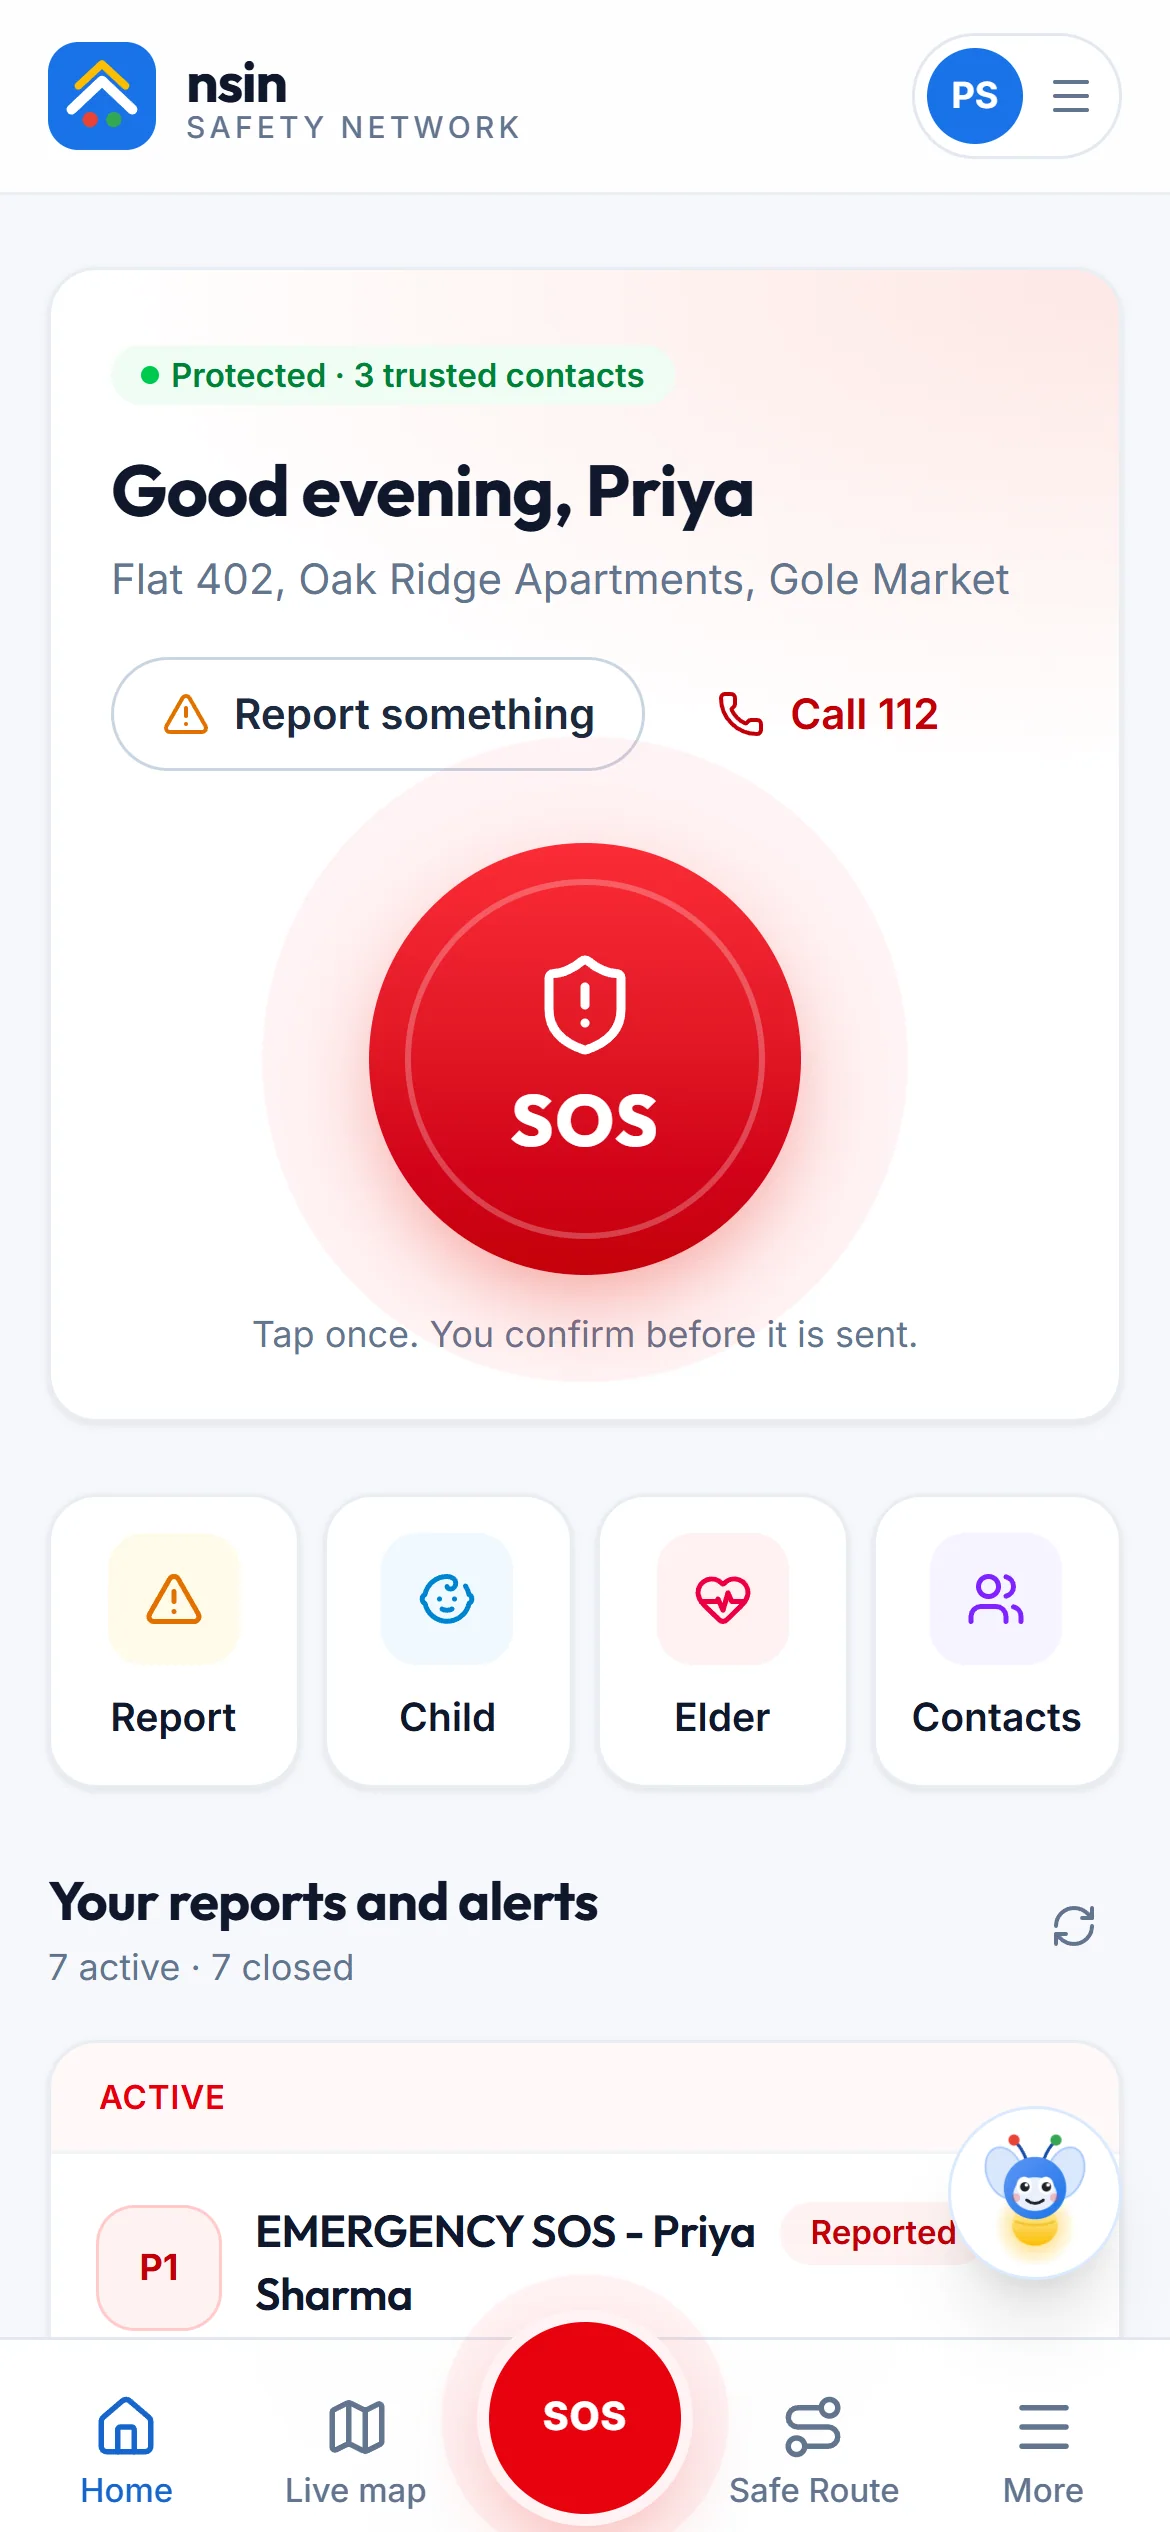 nsin
SAFETY NETWORK
PS
Protected · 3 trusted contacts
Good evening, Priya
Flat 402, Oak Ridge Apartments, Gole Market
Report something
Call 112
SOS
Tap once. You confirm before it is sent.
Report
Child
Elder
Contacts
Your reports and alerts
7 active · 7 closed
ACTIVE
P1
EMERGENCY SOS - Priya
Sharma
Reported
Home
Live map
SOS
Safe Route
More